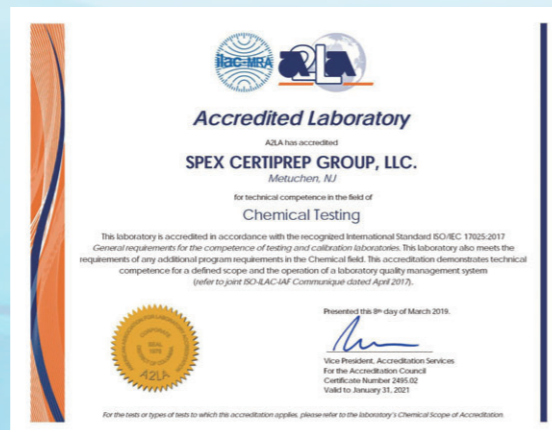 ilac-MRA
A2LA
Accredited Laboratory
A2LA has accredited
SPEX CERTIPREP GROUP, LLC.
Metuchen, NJ
for technical competence in the field of
Chemical Testing
This laboratory is accredited in accordance with the recognized International Standard ISO/IEC 17025:2017
General requirements for the competence of testing and calibration laboratories. This laboratory also meets the
requirements of any additional program requirements in the Chemical field. This accreditation demonstrates technical
competence for a defined scope and the operation of a laboratory quality management system
(refer to joint ISO-ILAC-IAF Communiqué dated April 2017).
Presented this 8th day of March 2019.
CORPORATE
SEAL
1978
A2LA
Vice President, Accreditation Services
For the Accreditation Council
Certificate Number 2495.02
Valid to January 31, 2021
For the tests or types of tests to which this accreditation applies, please refer to the laboratory's Chemical Scope of Accreditation.